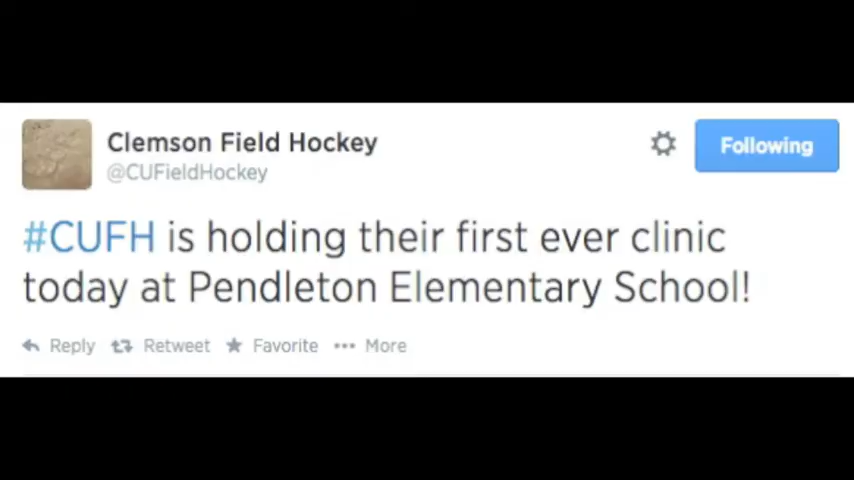 Clemson Field Hockey
@CUFieldHockey
Following
#CUFH is holding their first ever clinic
today at Pendleton Elementary School!
Reply Retweet Favorite More